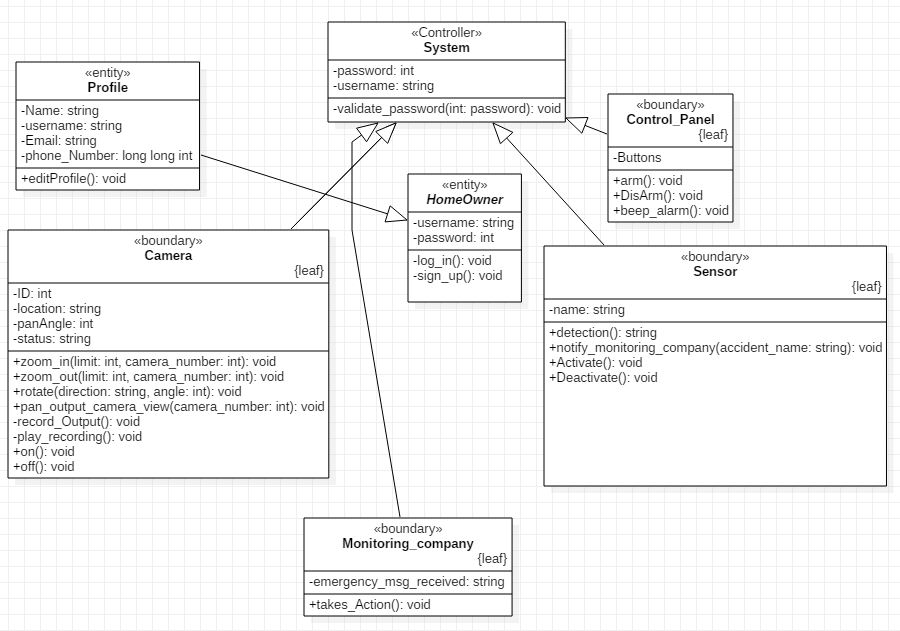 «Controller»
System
-password: int
-username: string
-validate_password(int: password): void
«entity»
Profile
-Name: string
-username: string
-Email: string
-phone_Number: long long int
+editProfile(): void
«boundary»
Control_Panel
{leaf}
-Buttons
+arm(): void
+DisArm(): void
+beep_alarm(): void
«entity»
HomeOwner
-username: string
-password: int
-log_in(): void
-sign_up(): void
«boundary»
Camera
{leaf}
-ID: int
-location: string
-panAngle: int
-status: string
+zoom_in(limit: int, camera_number: int): void
+zoom_out(limit: int, camera_number: int): void
+rotate(direction: string, angle: int): void
+pan_output_camera_view(camera_number: int): void
-record_Output(): void
-play_recording(): void
+on(): void
+off(): void
«boundary»
Sensor
{leaf}
-name: string
+detection(): string
+notify_monitoring_company(accident_name: string): void
+Activate(): void
+Deactivate(): void
«boundary»
Monitoring_company
{leaf}
-emergency_msg_received: string
+takes_Action(): void